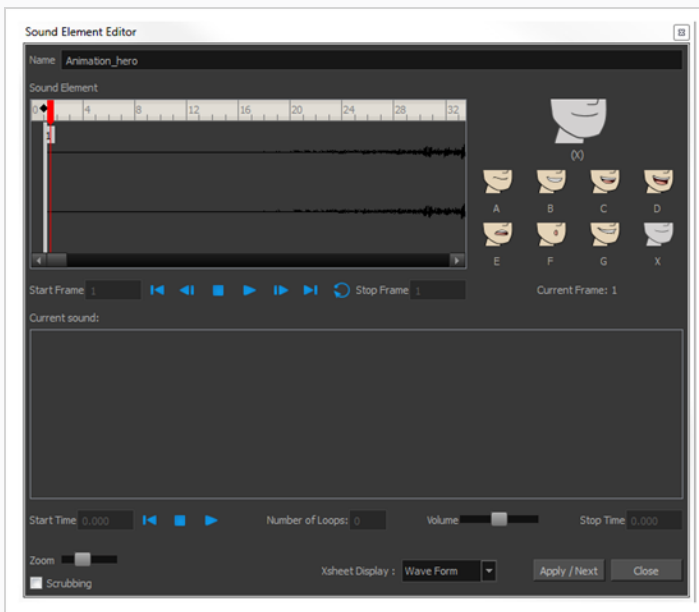 Sound Element Editor
Name Animation_hero
Sound Element
0 4 8 12 16 20 24 28 32
1
(X)
A B C D
E F G X
Start Frame 1 Stop Frame 1 Current Frame: 1
Current sound:
Start Time 0.000 Number of Loops: 0 Volume Stop Time 0.000
Zoom
Xsheet Display : Wave Form Apply / Next Close
Scrubbing